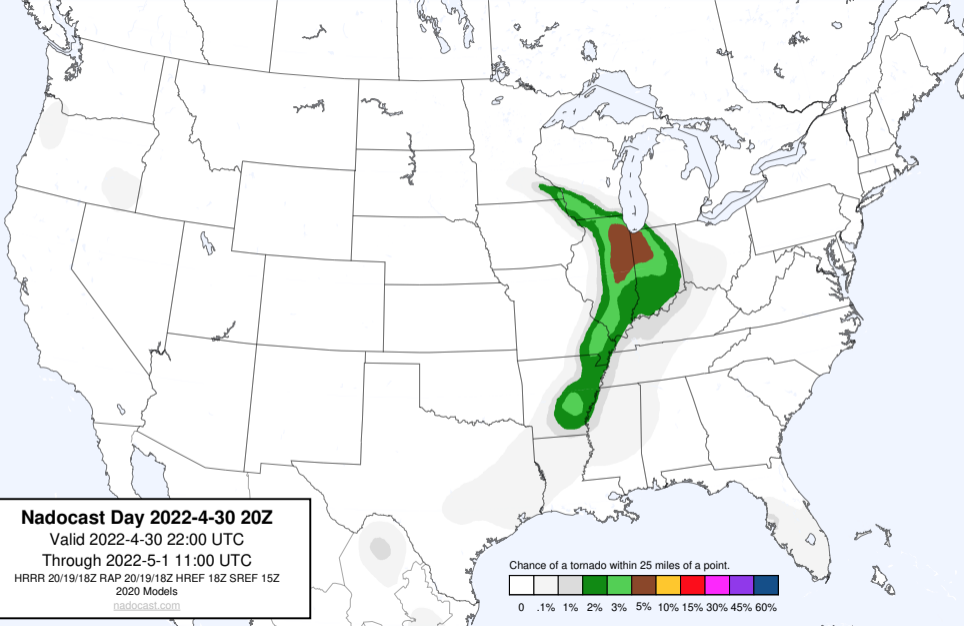 Nadocast Day 2022-4-30 20Z
Valid 2022-4-30 22:00 UTC
Through 2022-5-1 11:00 UTC
HRRR 20/19/18Z RAP 20/19/18Z HREF 18Z SREF 15Z
2020 Models
nadocast.com
Chance of a tornado within 25 miles of a point.
0 .1% 1% 2% 3% 5% 10% 15% 30% 45% 60%